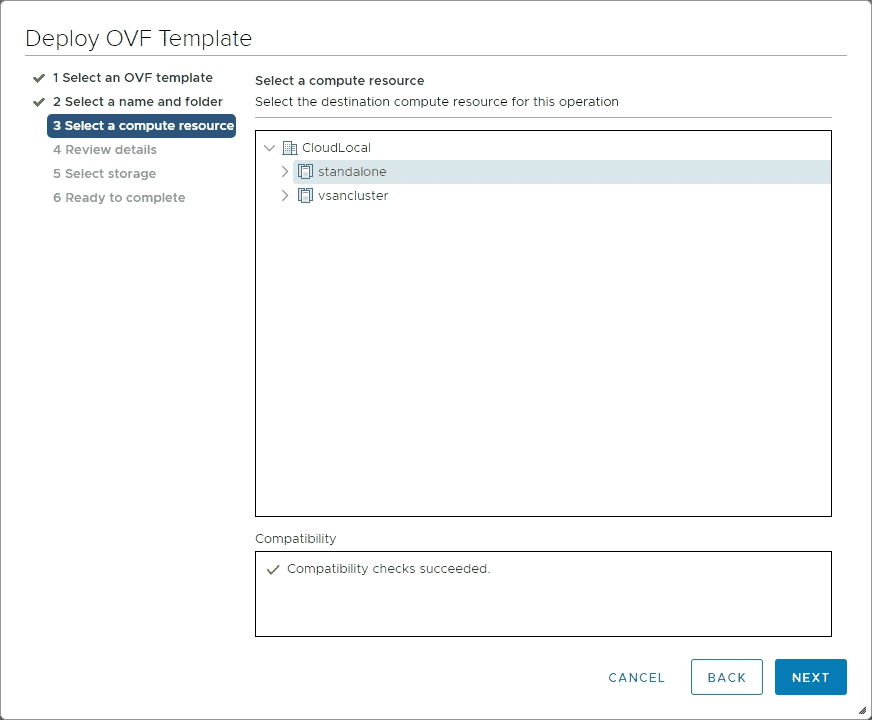 Deploy OVF Template
1 Select an OVF template
2 Select a name and folder
3 Select a compute resource
4 Review details
5 Select storage
6 Ready to complete
Select a compute resource
Select the destination compute resource for this operation
CloudLocal
standalone
vsancluster
Compatibility
Compatibility checks succeeded.
CANCEL
BACK
NEXT